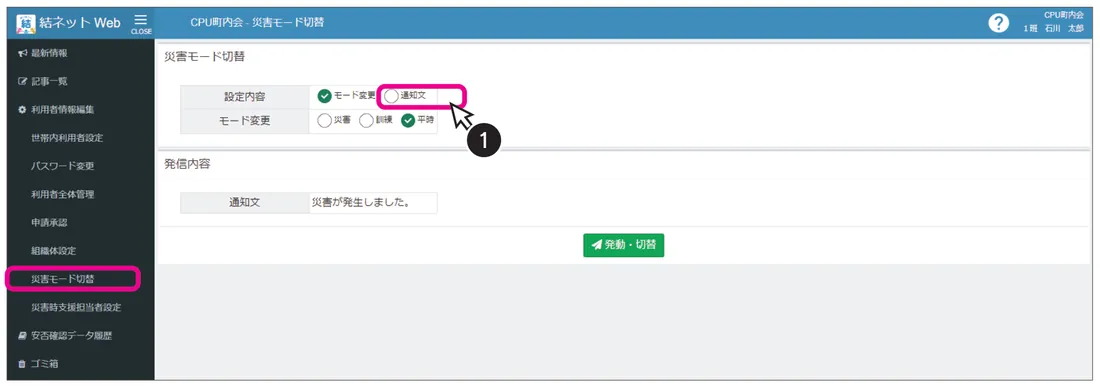 結ネット Web
CLOSE
CPU町内会 - 災害モード切替
?
CPU町内会
1班 石川 太郎
最新情報
記事一覧
利用者情報編集
世帯内利用者設定
パスワード変更
利用者全体管理
申請承認
組織体設定
災害モード切替
災害時支援担当者設定
安否確認データ履歴
ゴミ箱
災害モード切替
設定内容 モード変更 通知文
モード変更 災害 訓練 平時
1
発信内容
通知文 災害が発生しました。
発動・切替